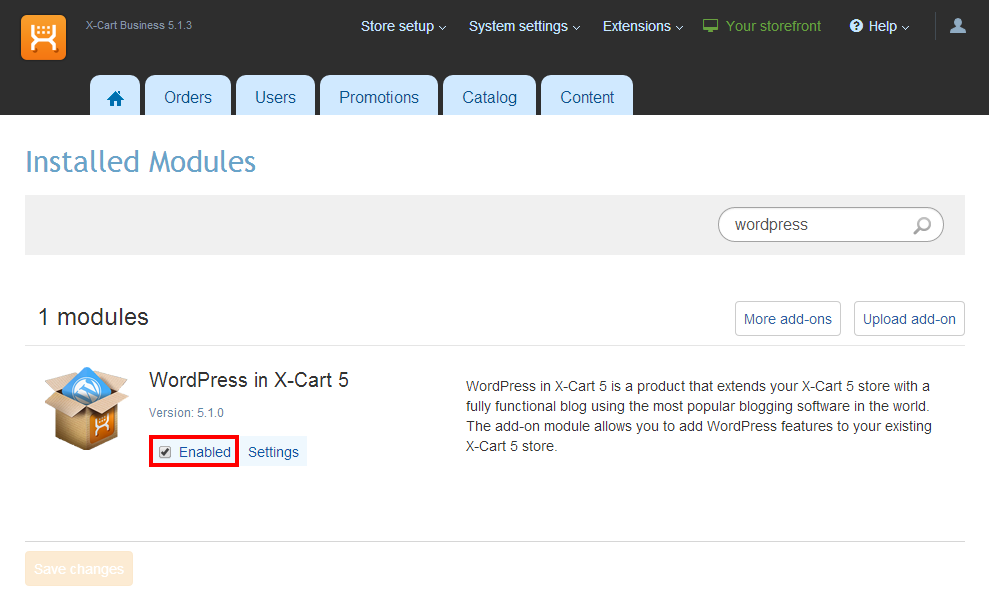 X-Cart Business 5.1.3
Store setup System settings Extensions Your storefront Help
Orders Users Promotions Catalog Content
Installed Modules
wordpress
1 modules
More add-ons Upload add-on
WordPress in X-Cart 5
Version: 5.1.0
Enabled Settings
WordPress in X-Cart 5 is a product that extends your X-Cart 5 store with a
fully functional blog using the most popular blogging software in the world.
The add-on module allows you to add WordPress features to your existing
X-Cart 5 store.
Save changes